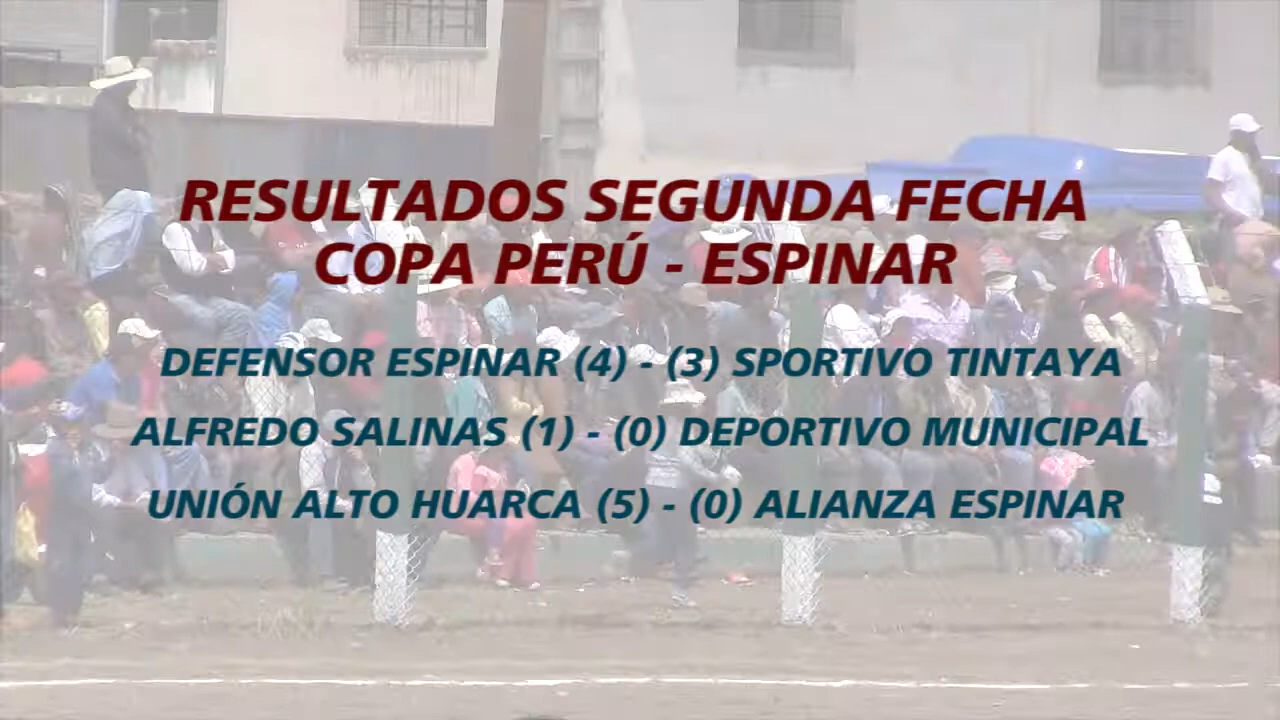 RESULTADOS SEGUNDA FECHA
COPA PERÚ - ESPINAR
DEFENSOR ESPINAR (4) - (3) SPORTIVO TINTAYA
ALFREDO SALINAS (1) - (0) DEPORTIVO MUNICIPAL
UNIÓN ALTO HUARCA (5) - (0) ALIANZA ESPINAR